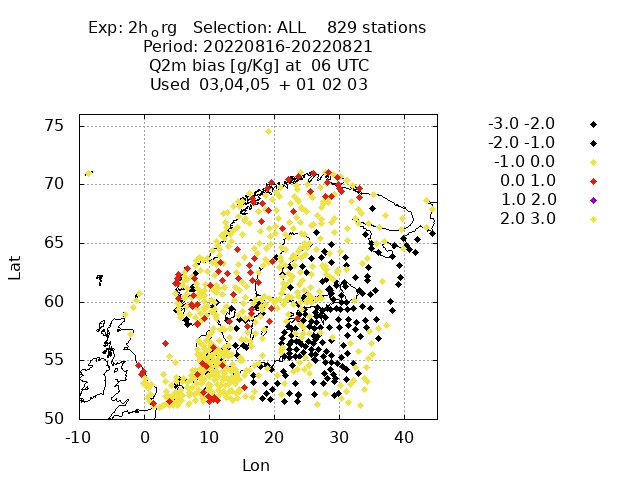 Exp: 2horg Selection: ALL 829 stations
Period: 20220816-20220821
Q2m bias [g/Kg] at 06 UTC
Used 03,04,05 + 01 02 03
75
70
65
60
55
50
-10 0 10 20 30 40
Lat
Lon
-3.0 -2.0
-2.0 -1.0
-1.0 0.0
0.0 1.0
1.0 2.0
2.0 3.0